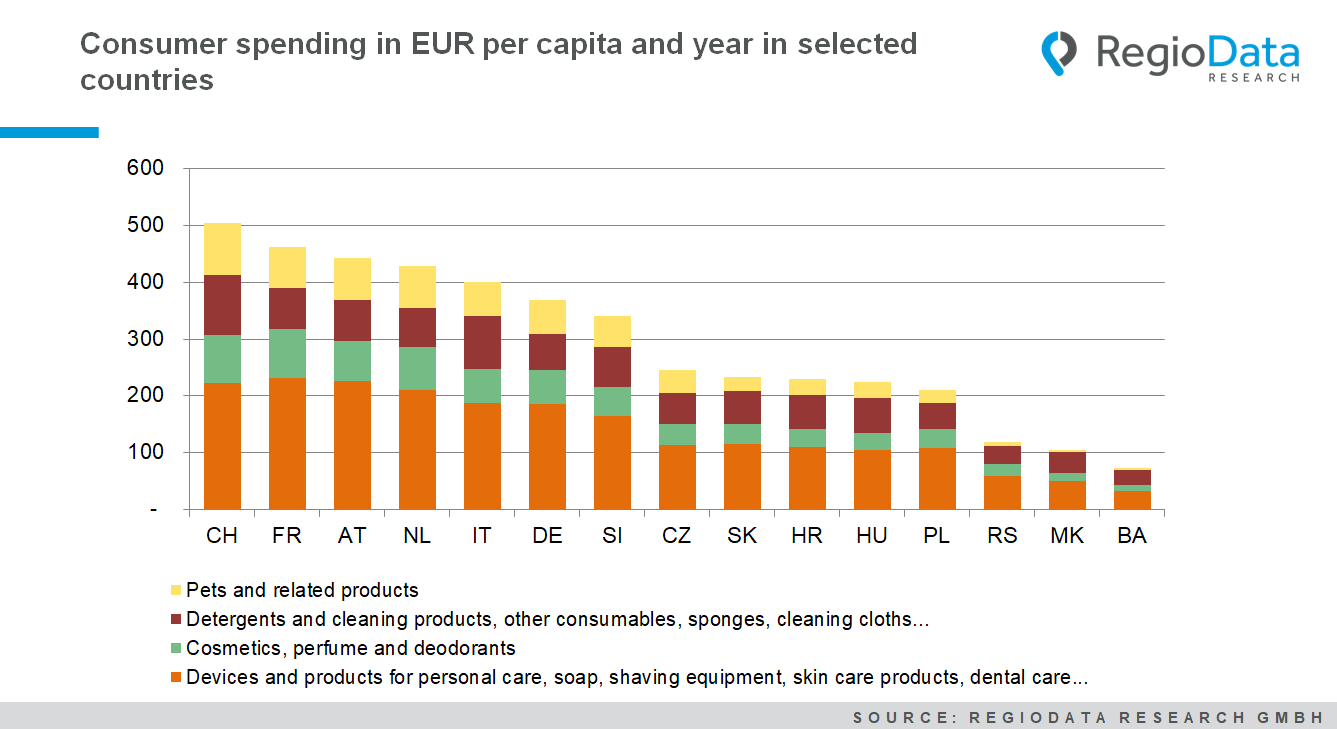 Consumer spending in EUR per capita and year in selected
countries
RegioData
RESEARCH
600
500
400
300
200
100
-
CH FR AT NL IT DE SI CZ SK HR HU PL RS MK BA
Pets and related products
Detergents and cleaning products, other consumables, sponges, cleaning cloths...
Cosmetics, perfume and deodorants
Devices and products for personal care, soap, shaving equipment, skin care products, dental care...
SOURCE: REGIODATA RESEARCH GMBH